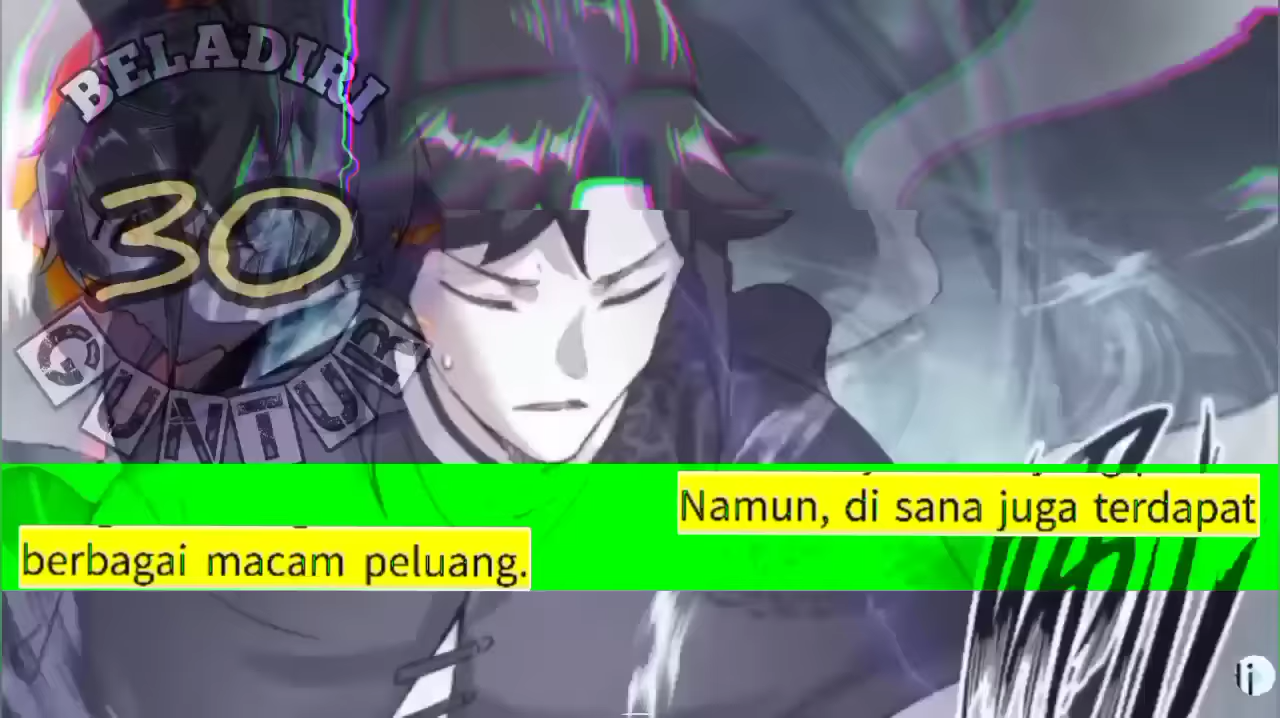 BELADIRI
30
GUNTUR
Namun, di sana juga terdapat
berbagai macam peluang.